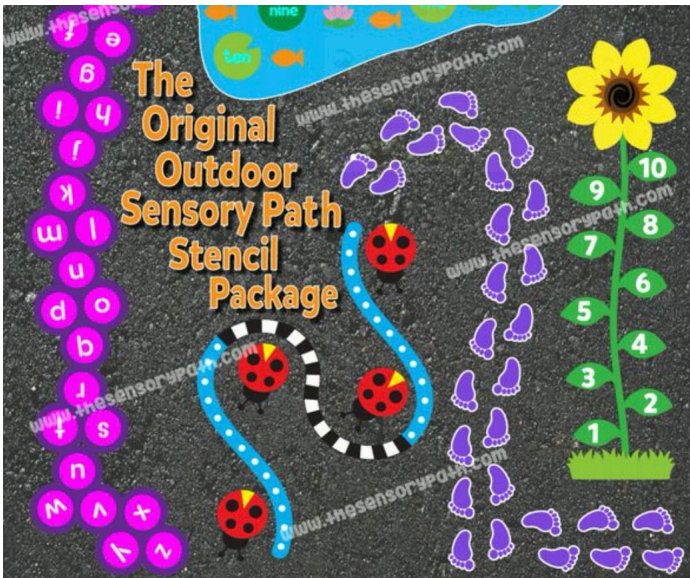 nine
ten
f e
g
i h
j
k
m l
n
p o
q
r
t s
u
w v x
y z
The
Original
Outdoor
Sensory Path
Stencil
Package
10
9
8
7
6
5
4
3
2
1
www.thesensorypath.com
www.thesensorypath.com
www.thesensorypath.com
www.thesensorypath.com
www.thesensorypath.com